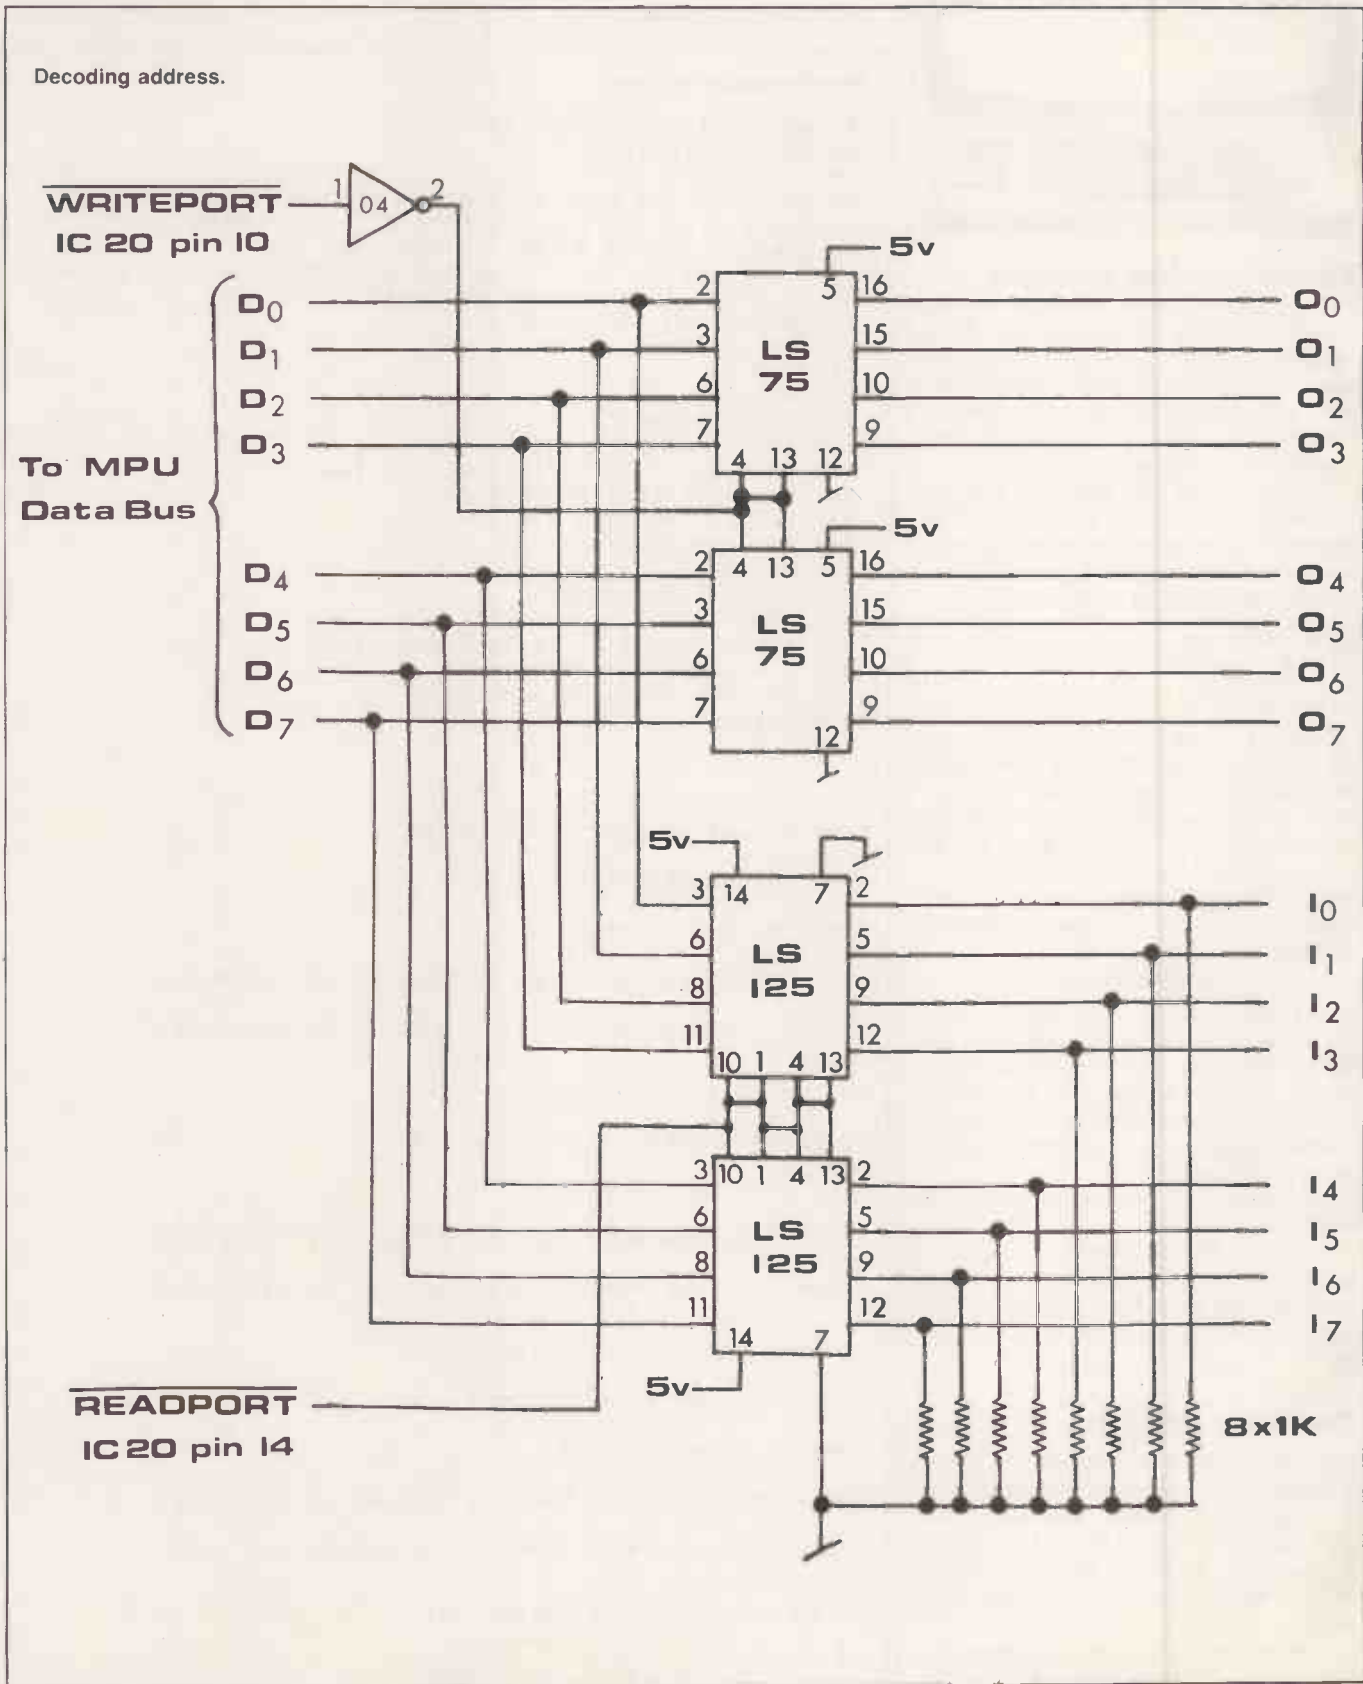 Decoding address.
WRITEPORT
IC 20 pin 10
1 04 2
To MPU
Data Bus
D0
D1
D2
D3
D4
D5
D6
D7
5v
5
2 16
3 15
6 10
7 9
LS
75
4 13 12
O0
O1
O2
O3
5v
4 13 5
2 16
3 15
6 10
7 9
LS
75
12
O4
O5
O6
O7
5v
14 7
3 2
6 5
8 9
11 12
LS
125
10 1 4 13
I0
I1
I2
I3
10 1 4 13
3 2
6 5
8 9
11 12
LS
125
14 7
5v
I4
I5
I6
I7
READPORT
IC 20 pin 14
8x1K